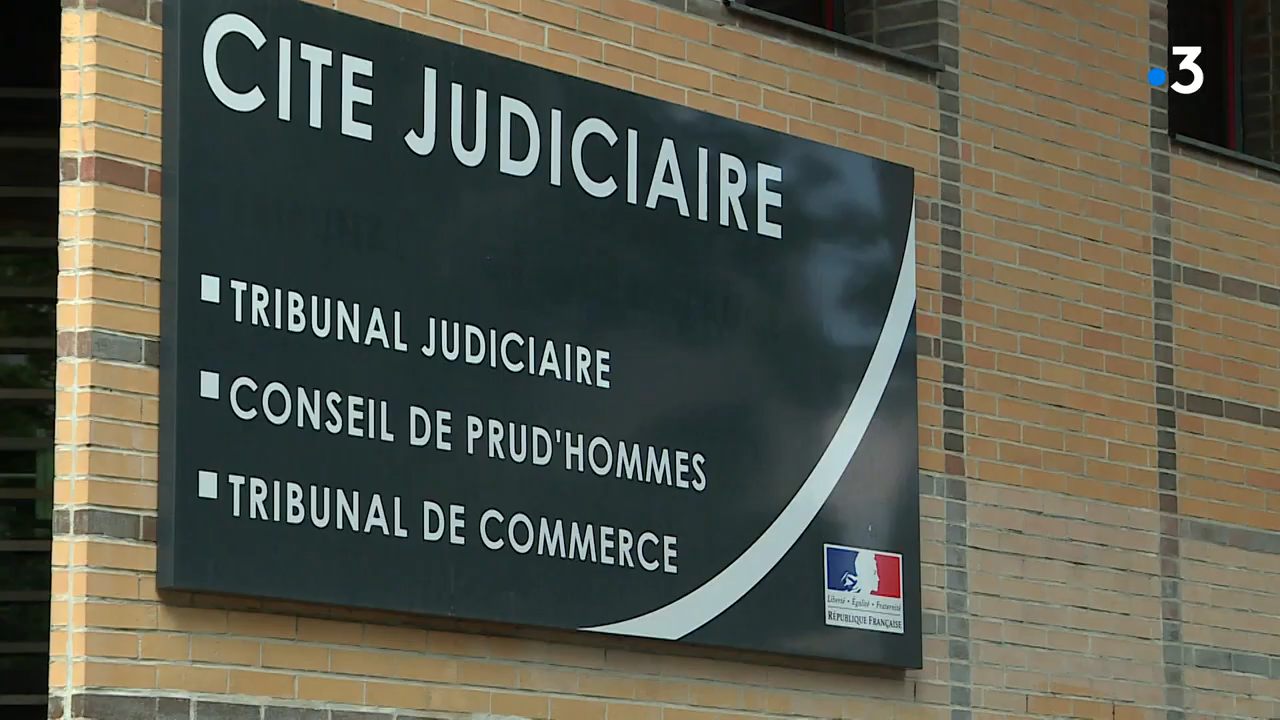 3
CITE JUDICIAIRE
TRIBUNAL JUDICIAIRE
CONSEIL DE PRUD'HOMMES
TRIBUNAL DE COMMERCE
Liberté • Égalité • Fraternité
RÉPUBLIQUE FRANÇAISE